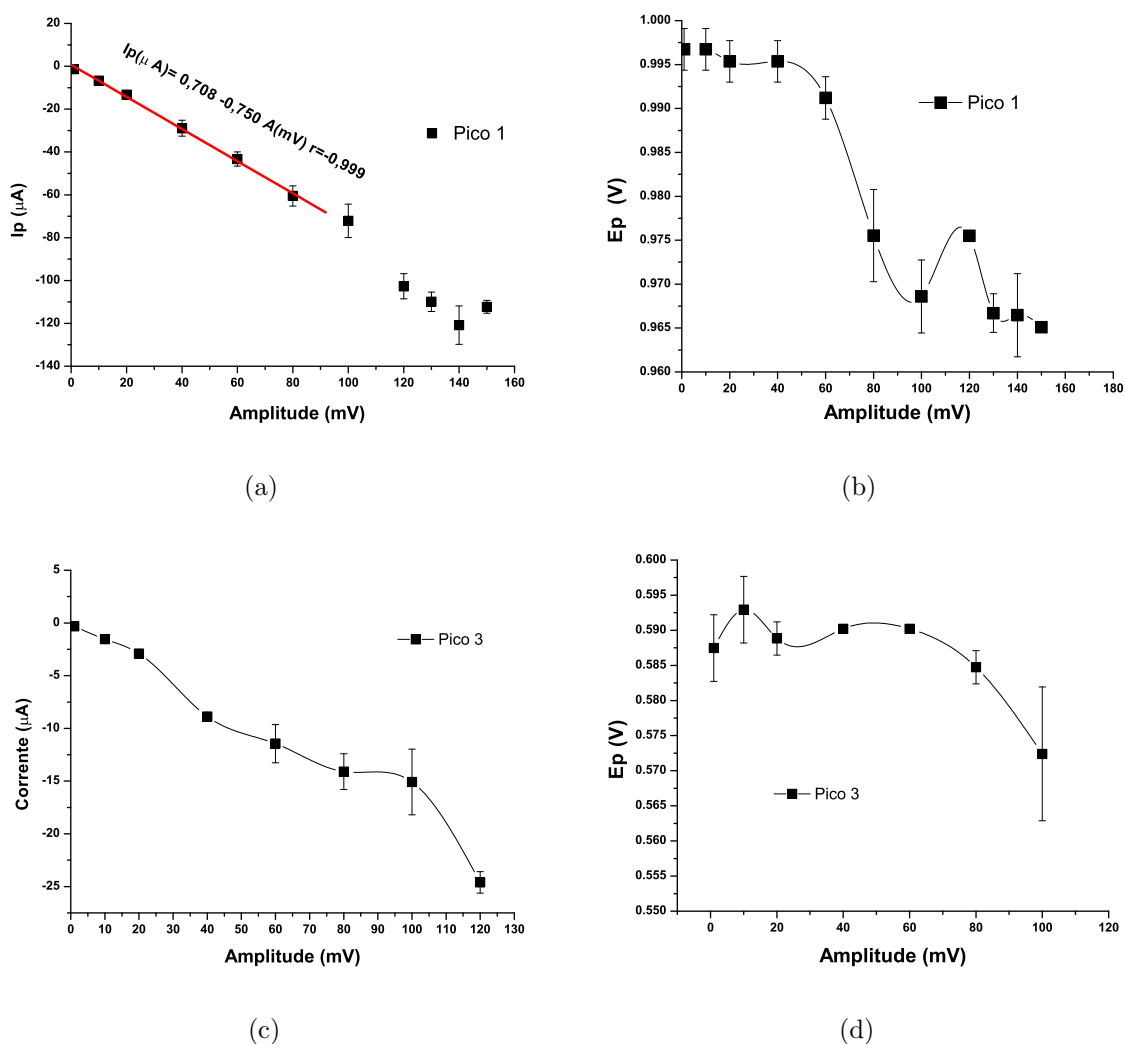 20
0
-20
-40
-60
-80
-100
-120
-140
0 20 40 60 80 100 120 140 160
Ip (μA)
Amplitude (mV)
Ip(μ A)= 0,708 -0,750 A(mV) r=-0,999
Pico 1
(a)
1.000
0.995
0.990
0.985
0.980
0.975
0.970
0.965
0.960
0 20 40 60 80 100 120 140 160 180
Ep (V)
Amplitude (mV)
Pico 1
(b)
5
0
-5
-10
-15
-20
-25
0 10 20 30 40 50 60 70 80 90 100 110 120 130
Corrente (μA)
Amplitude (mV)
Pico 3
(c)
0.600
0.595
0.590
0.585
0.580
0.575
0.570
0.565
0.560
0.555
0.550
0 20 40 60 80 100 120
Ep (V)
Amplitude (mV)
Pico 3
(d)